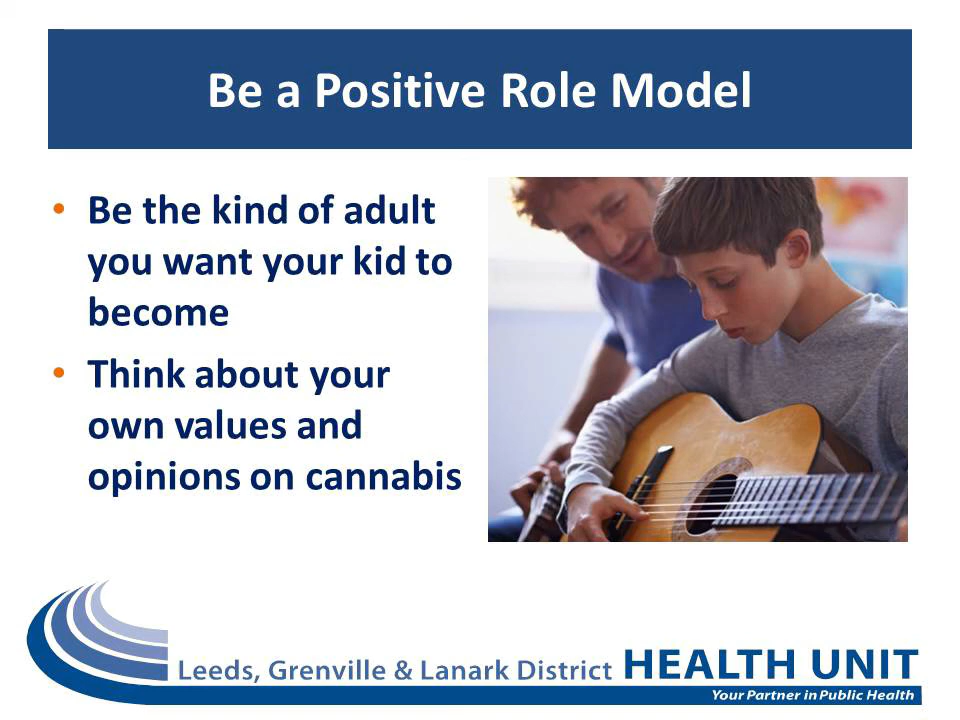 Be a Positive Role Model
• Be the kind of adult
you want your kid to
become
• Think about your
own values and
opinions on cannabis
Leeds, Grenville & Lanark District HEALTH UNIT
Your Partner in Public Health